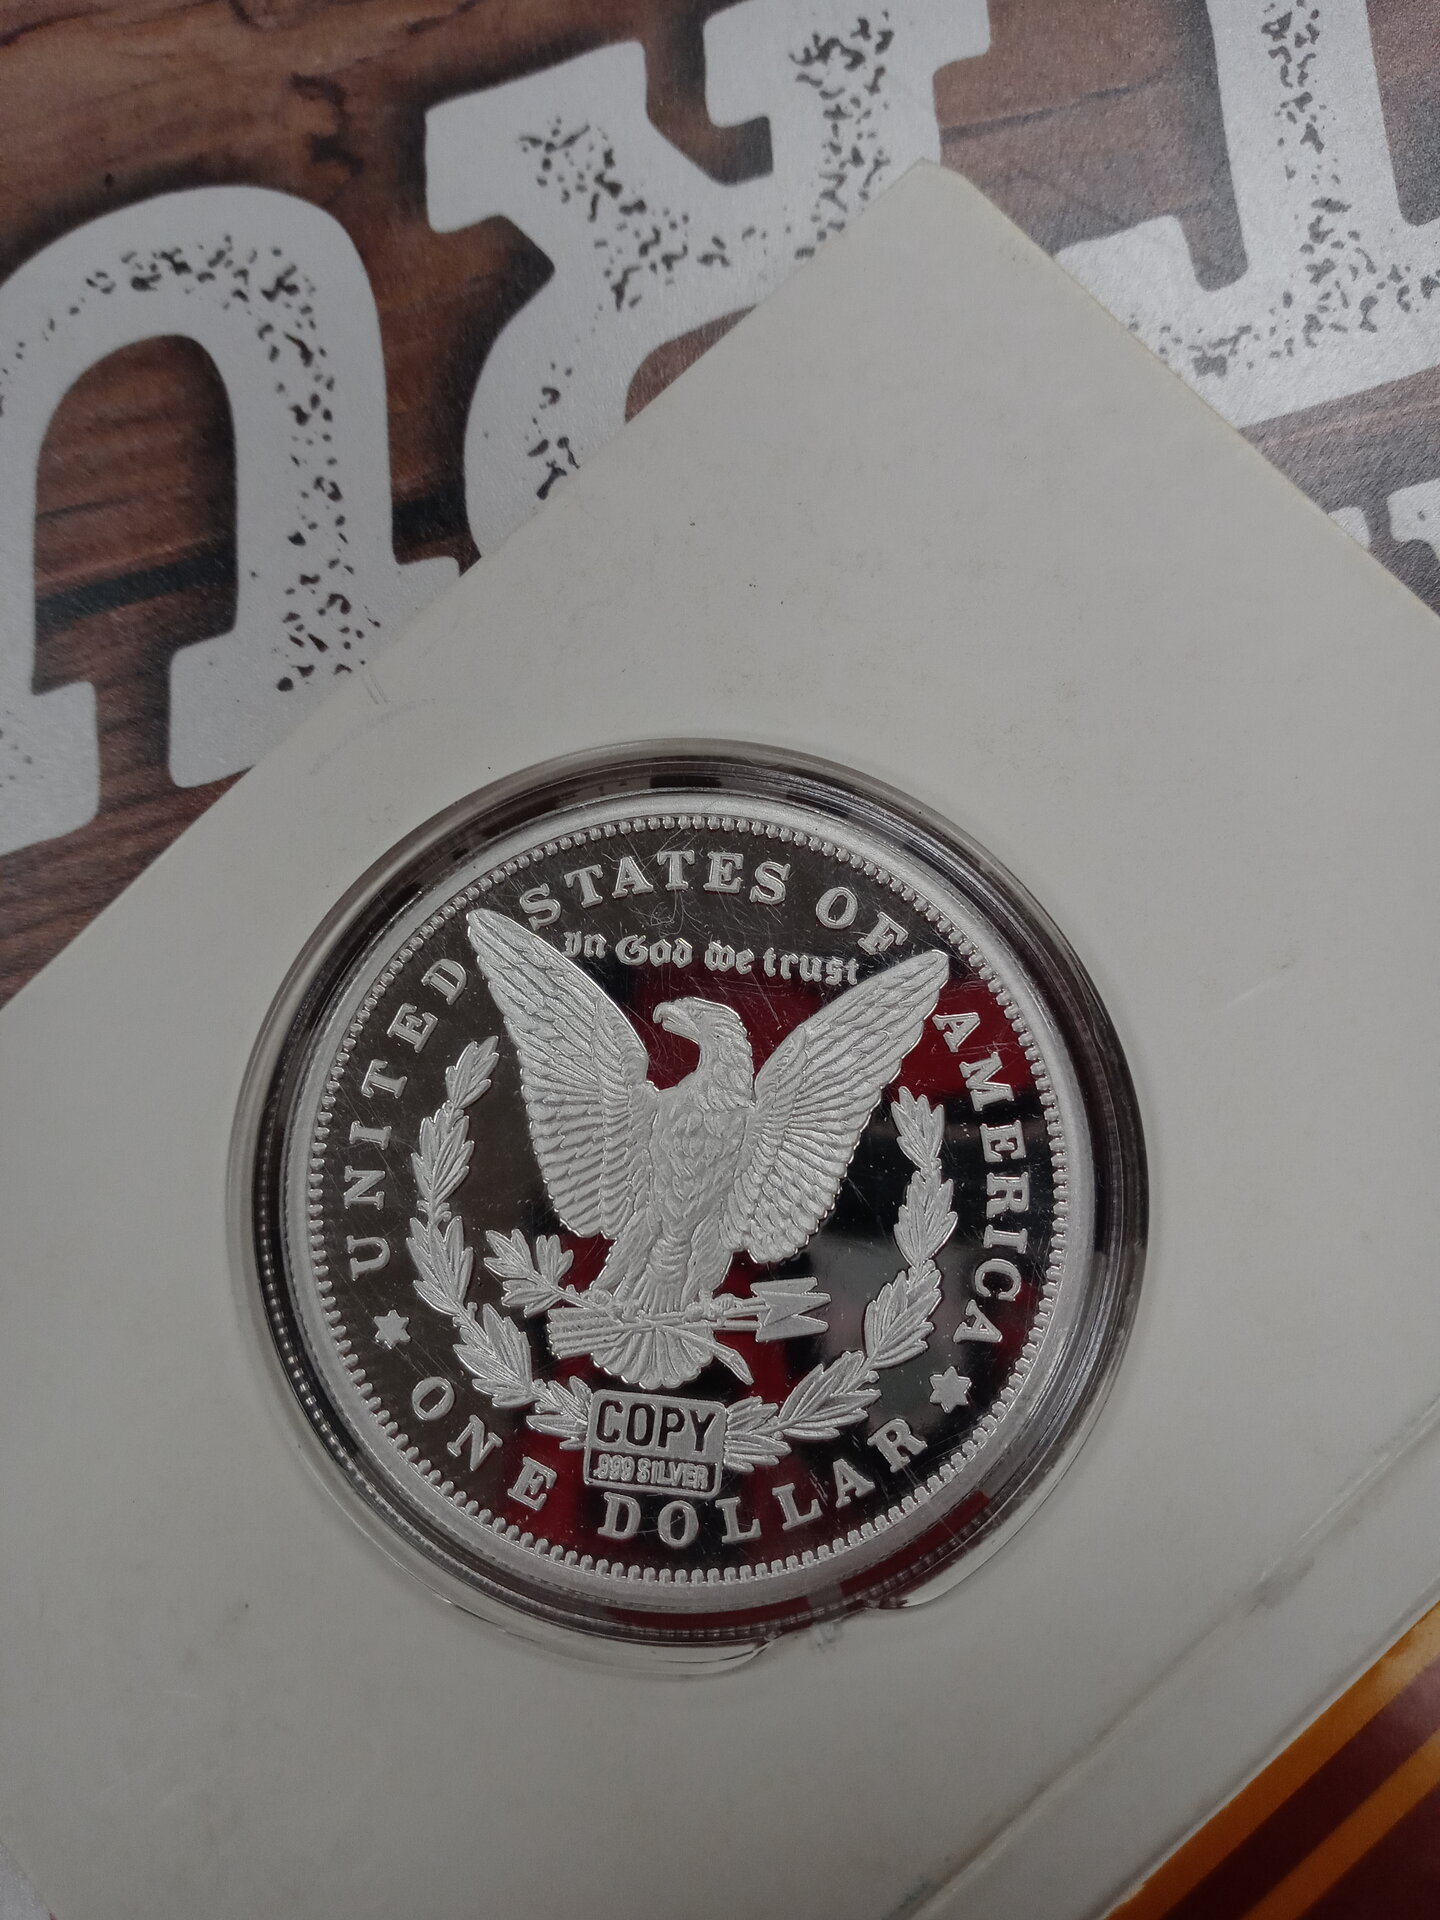 UNITED STATES OF AMERICA
In God we trust
COPY
.999 SILVER
ONE DOLLAR